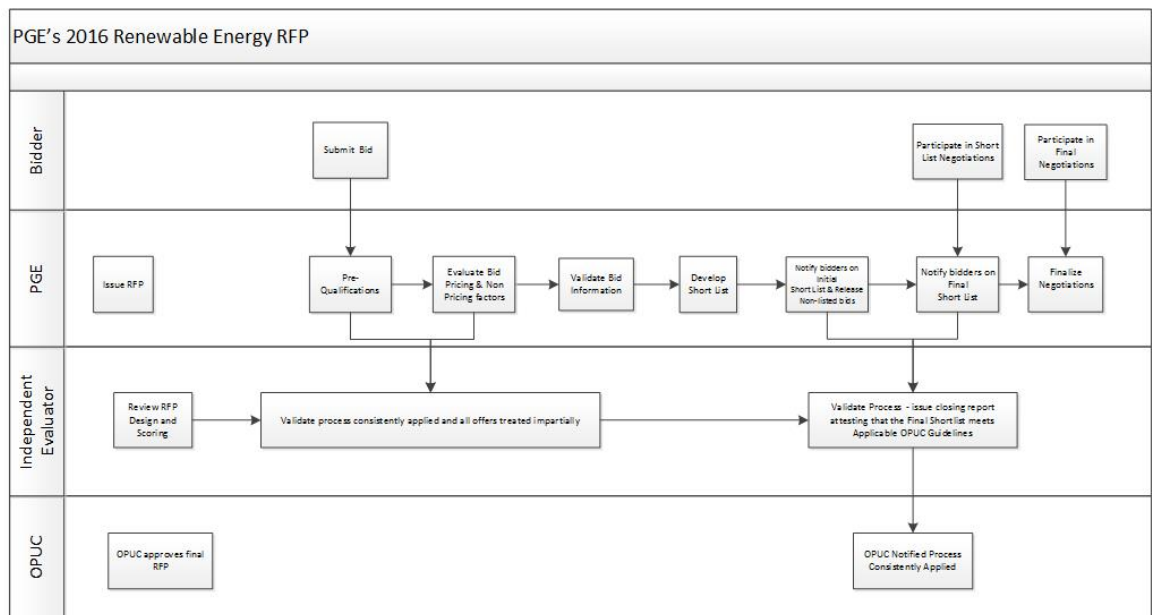 PGE's 2016 Renewable Energy RFP
Bidder
Submit Bid
Participate in Short
List Negotiations
Participate in
Final
Negotiations
PGE
Issue RFP
Pre-
Qualifications
Evaluate Bid
Pricing & Non
Pricing factors
Validate Bid
Information
Develop
Short List
Notify bidders on
Initial
Short List & Release
Non-listed bids
Notify bidders on
Final
Short List
Finalize
Negotiations
Independent
Evaluator
Review RFP
Design and
Scoring
Validate process consistently applied and all offers treated impartially
Validate Process - issue closing report
attesting that the Final Shortlist meets
Applicable OPUC Guidelines
OPUC
OPUC approves final
RFP
OPUC Notified Process
Consistently Applied